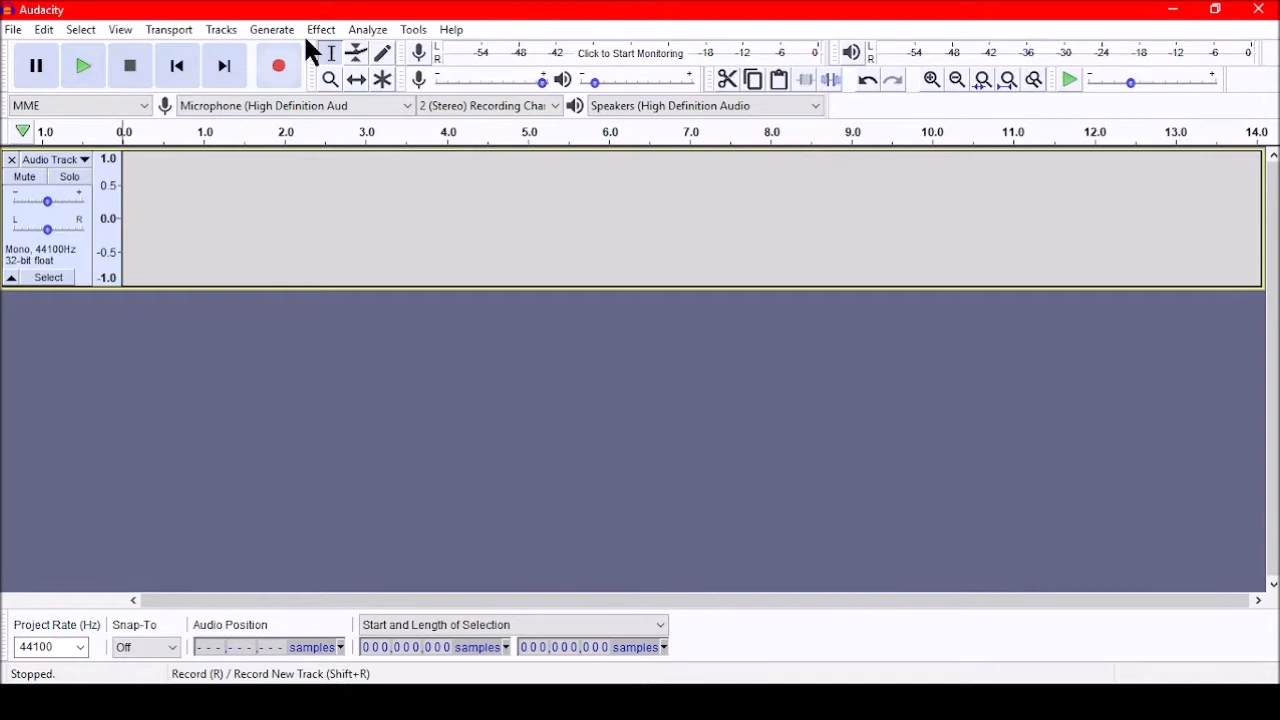 Audacity
File Edit Select View Transport Tracks Generate Effect Analyze Tools Help
L R -54 -48 -42 Click to Start Monitoring -18 -12 -6 0 L R -54 -48 -42 -36 -30 -24 -18 -12 -6 0
- + - + - +
MME Microphone (High Definition Aud 2 (Stereo) Recording Chai Speakers (High Definition Audio
1.0 0.0 1.0 2.0 3.0 4.0 5.0 6.0 7.0 8.0 9.0 10.0 11.0 12.0 13.0 14.0
× Audio Track 1.0
Mute Solo
- + 0.5
L R 0.0
Mono, 44100Hz -0.5
32-bit float
Select -1.0
Project Rate (Hz) Snap-To Audio Position Start and Length of Selection
44100 Off - - -,- - -,- - - samples 000,000,000 samples 000,000,000 samples
Stopped. Record (R) / Record New Track (Shift+R)